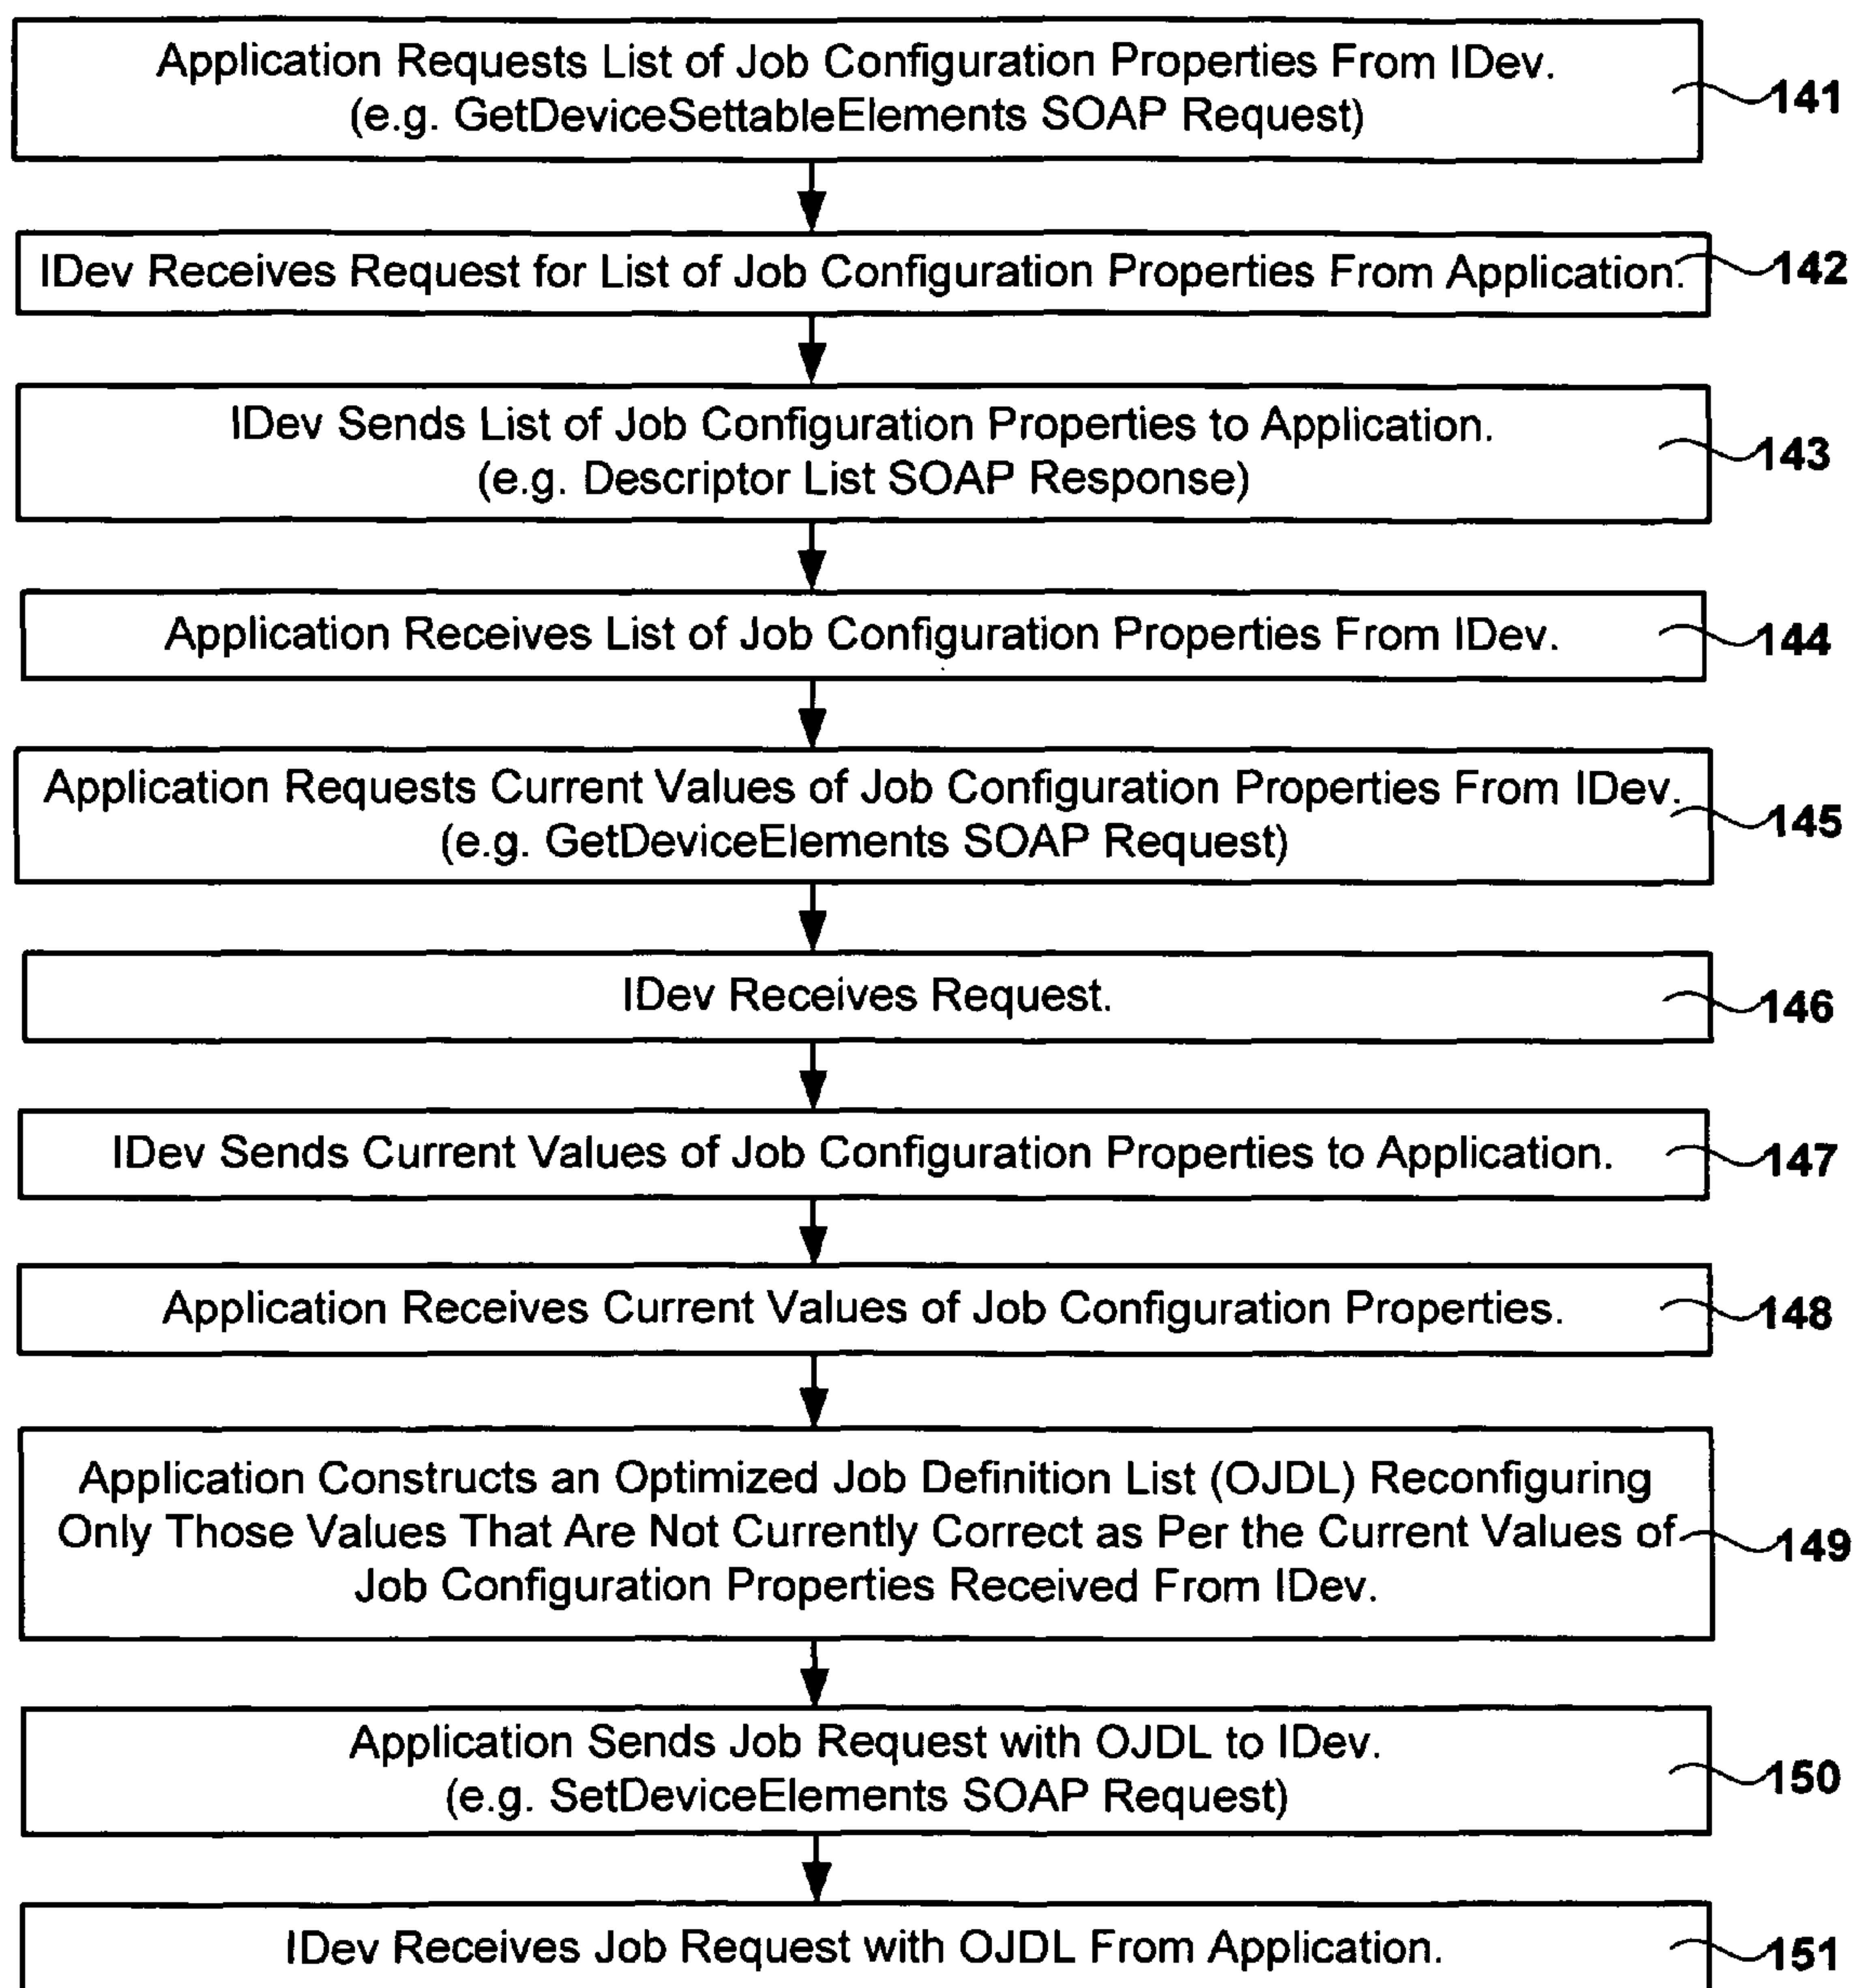 Application Requests List of Job Configuration Properties From IDev.
(e.g. GetDeviceSettableElements SOAP Request)
141
IDev Receives Request for List of Job Configuration Properties From Application.
142
IDev Sends List of Job Configuration Properties to Application.
(e.g. Descriptor List SOAP Response)
143
Application Receives List of Job Configuration Properties From IDev.
144
Application Requests Current Values of Job Configuration Properties From IDev.
(e.g. GetDeviceElements SOAP Request)
145
IDev Receives Request.
146
IDev Sends Current Values of Job Configuration Properties to Application.
147
Application Receives Current Values of Job Configuration Properties.
148
Application Constructs an Optimized Job Definition List (OJDL) Reconfiguring
Only Those Values That Are Not Currently Correct as Per the Current Values of
Job Configuration Properties Received From IDev.
149
Application Sends Job Request with OJDL to IDev.
(e.g. SetDeviceElements SOAP Request)
150
IDev Receives Job Request with OJDL From Application.
151